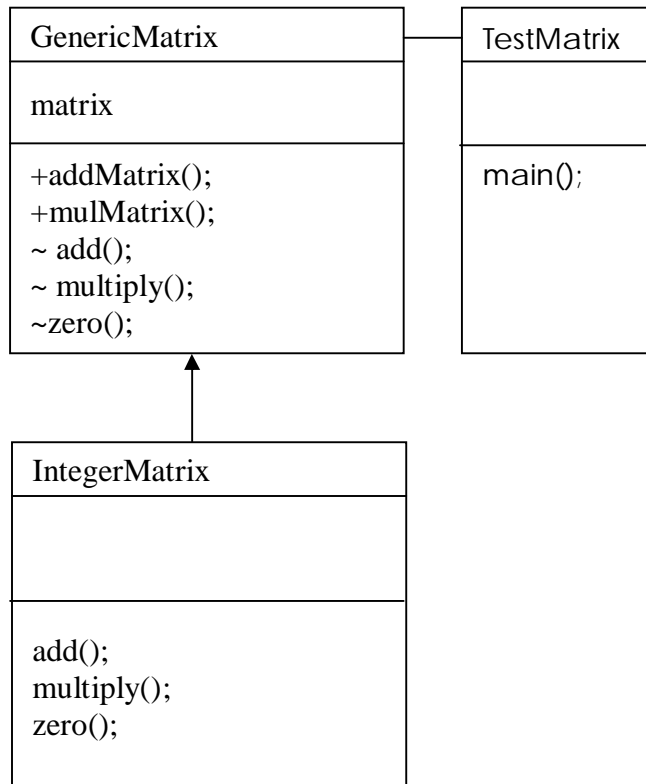 GenericMatrix
matrix
+addMatrix();
+mulMatrix();
~ add();
~ multiply();
~zero();
TestMatrix
main();
IntegerMatrix
add();
multiply();
zero();